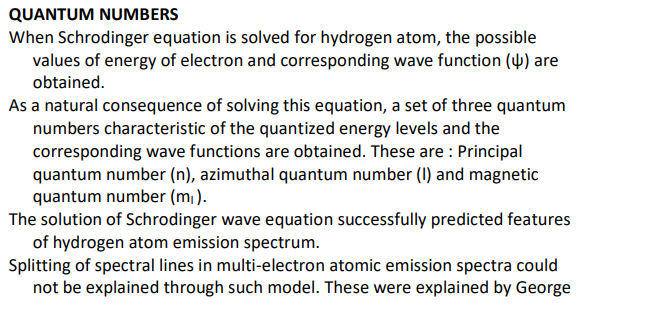 QUANTUM NUMBERS
When Schrodinger equation is solved for hydrogen atom, the possible
values of energy of electron and corresponding wave function (ψ) are
obtained.
As a natural consequence of solving this equation, a set of three quantum
numbers characteristic of the quantized energy levels and the
corresponding wave functions are obtained. These are : Principal
quantum number (n), azimuthal quantum number (l) and magnetic
quantum number (mₗ ).
The solution of Schrodinger wave equation successfully predicted features
of hydrogen atom emission spectrum.
Splitting of spectral lines in multi-electron atomic emission spectra could
not be explained through such model. These were explained by George